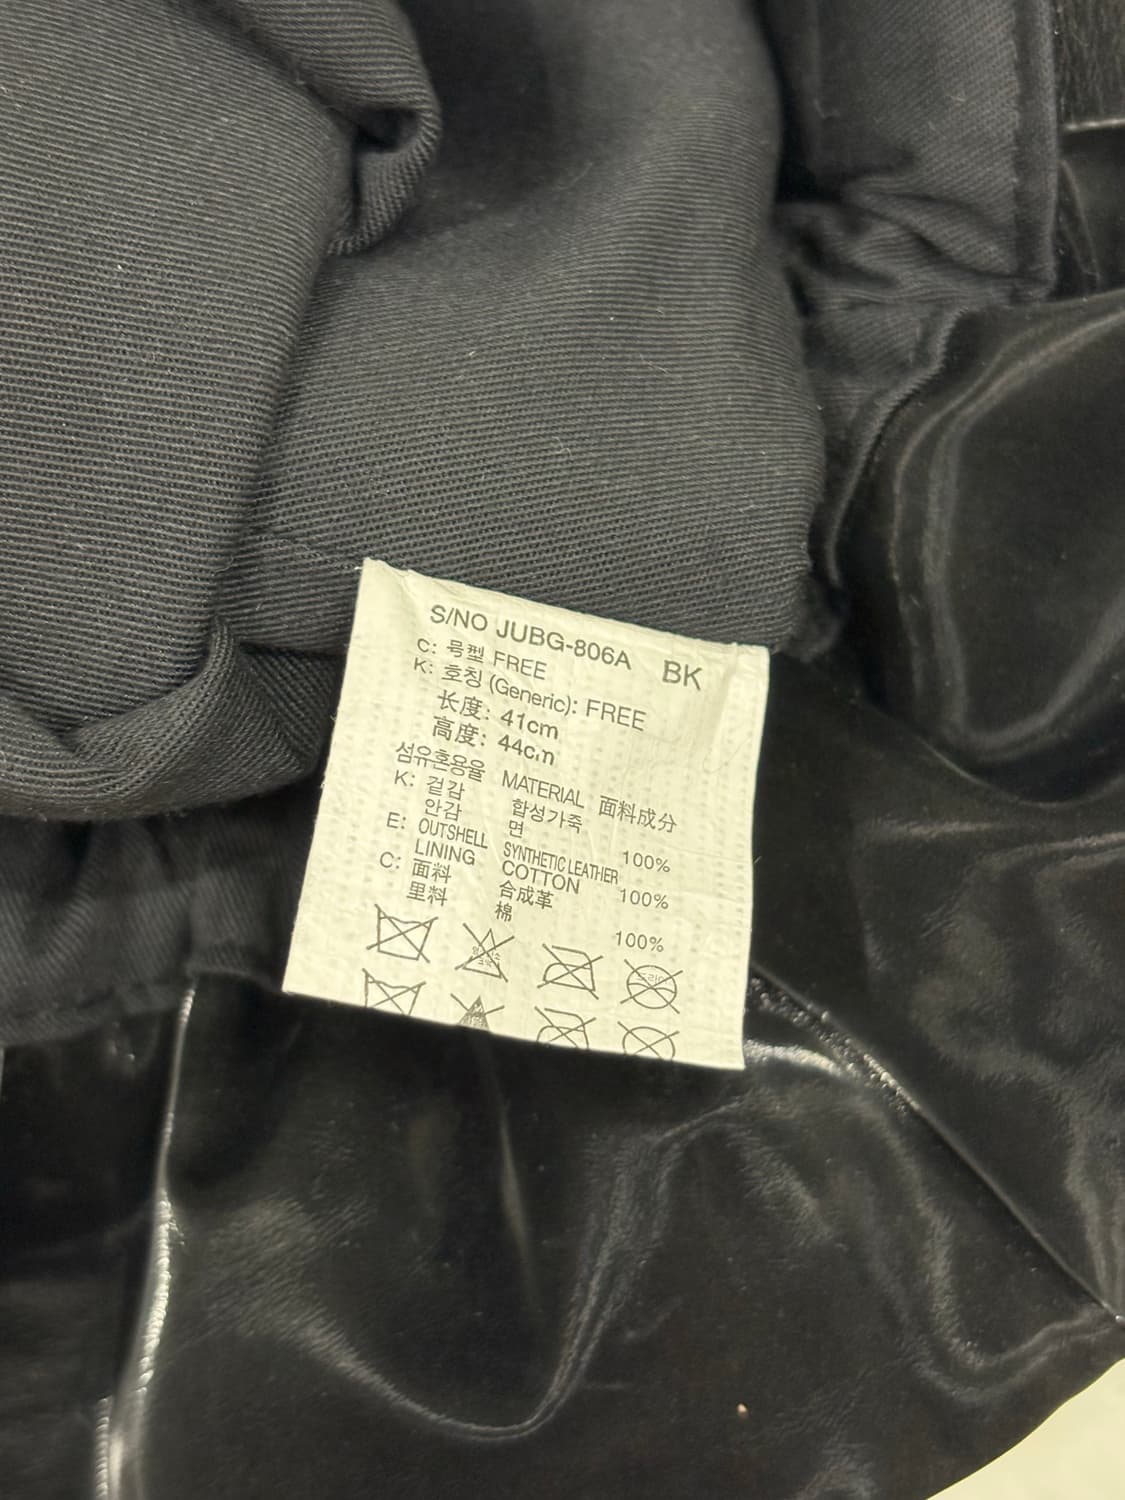 S/NO JUBG-806A BK
C: 号型 FREE
K: 호칭 (Generic): FREE
长度: 41cm
高度: 44cm
섬유혼용율 MATERIAL 面料成分
K: 겉감 합성가죽 100%
안감 면
E: OUTSHELL SYNTHETIC LEATHER 100%
LINING COTTON
C: 面料 合成革 100%
里料 棉